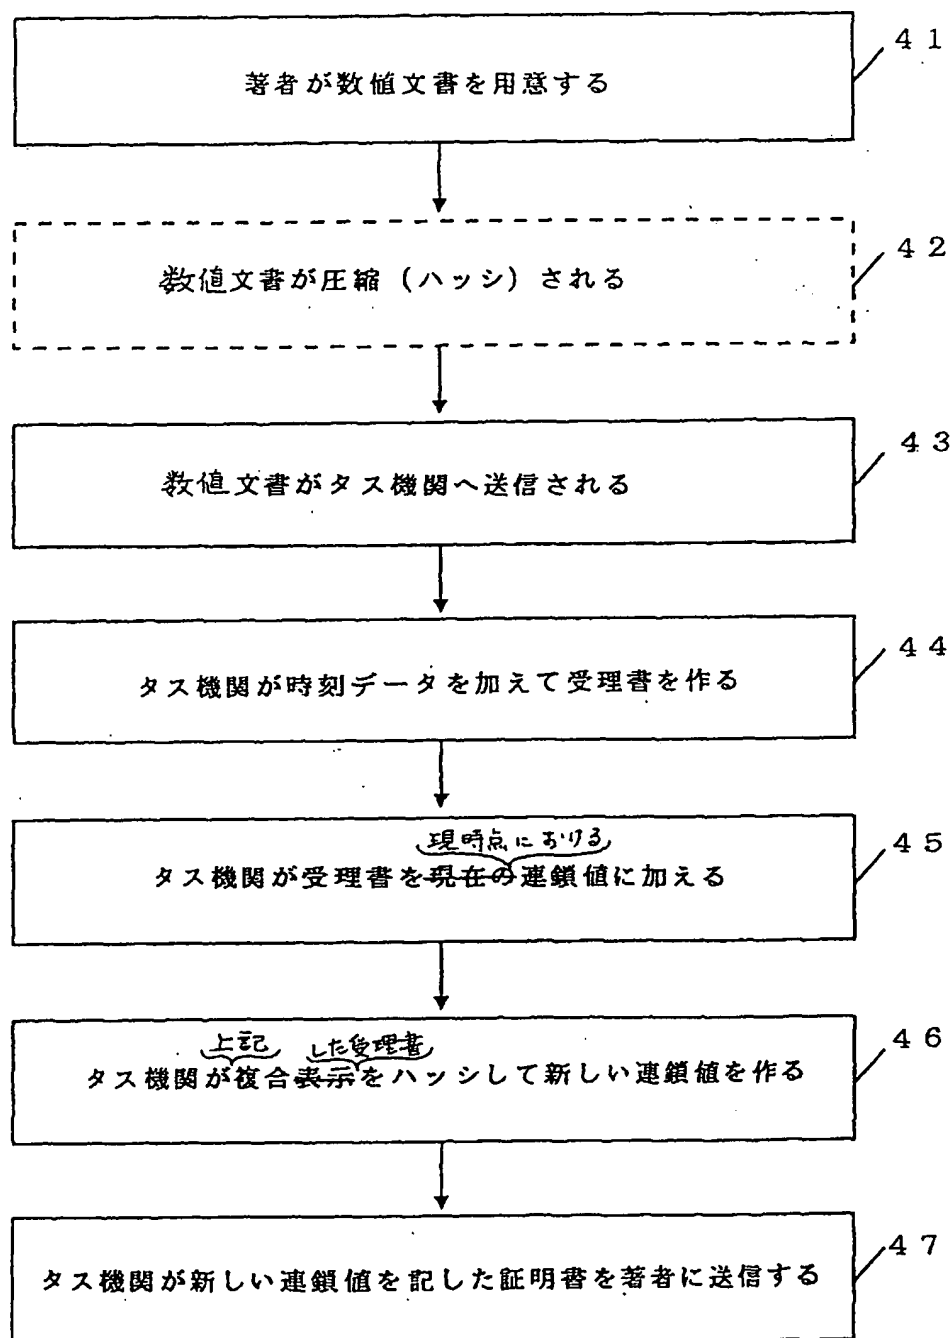 41
著者が数値文書を用意する
42
数値文書が圧縮（ハッシ）される
43
数値文書がタス機関へ送信される
44
タス機関が時刻データを加えて受理書を作る
45
現時点における
タス機関が受理書を現在の連鎖値に加える
46
上記 した受理書
タス機関が複合表示をハッシして新しい連鎖値を作る
47
タス機関が新しい連鎖値を記した証明書を著者に送信する